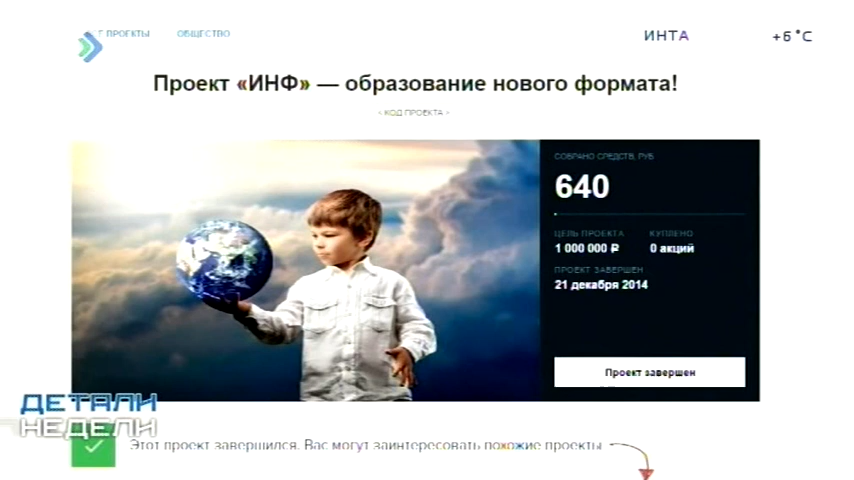 ПРОЕКТЫ ОБЩЕСТВО
ИНТА +6°C
Проект «ИНФ» — образование нового формата!
< КОД ПРОЕКТА >
СОБРАНО СРЕДСТВ, РУБ
640
ЦЕЛЬ ПРОЕКТА КУПЛЕНО
1 000 000 ₽ 0 акций
ПРОЕКТ ЗАВЕРШЕН
21 декабря 2014
Проект завершен
ДЕТАЛИ
НЕДЕЛИ
Этот проект завершился. Вас могут заинтересовать похожие проекты